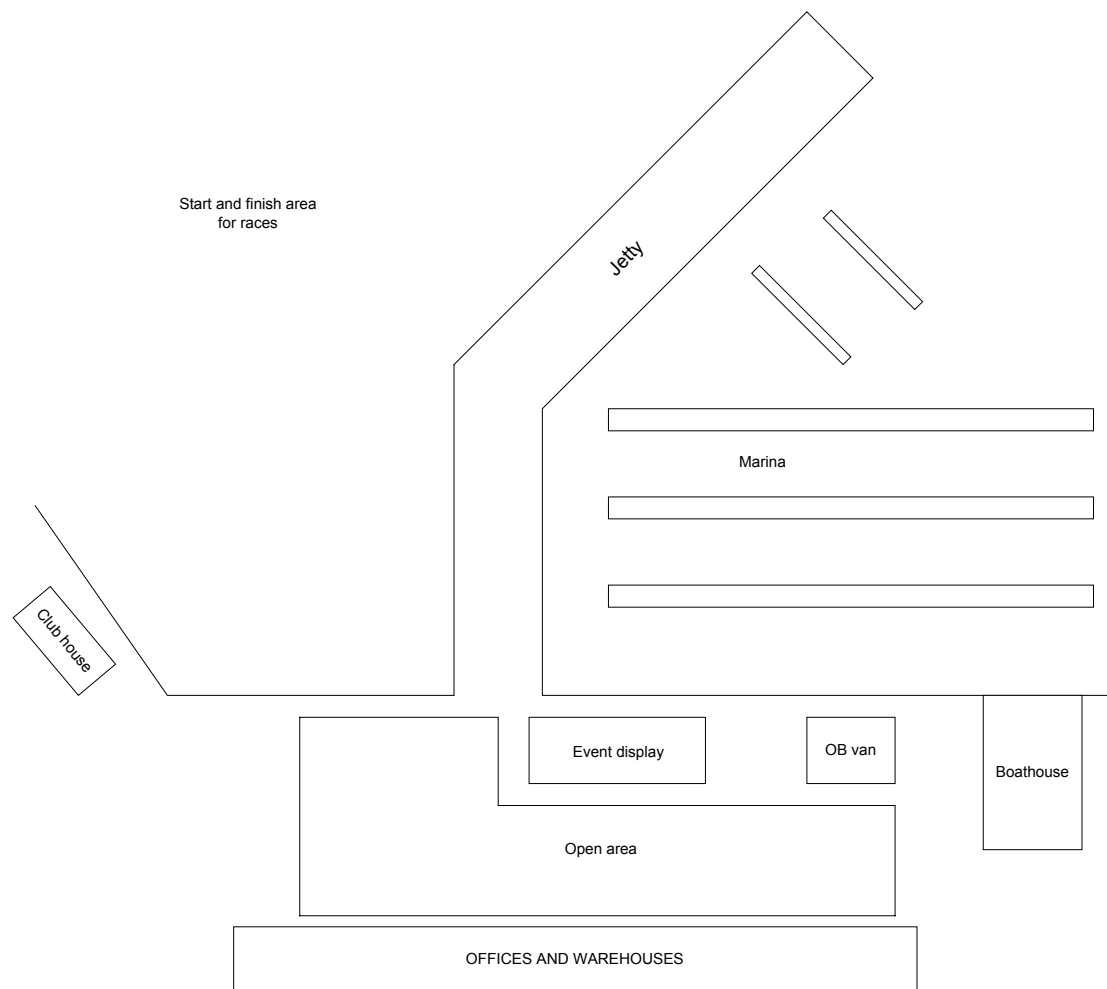 Start and finish area
for races
Jetty
Marina
Club house
Event display
OB van
Boathouse
Open area
OFFICES AND WAREHOUSES